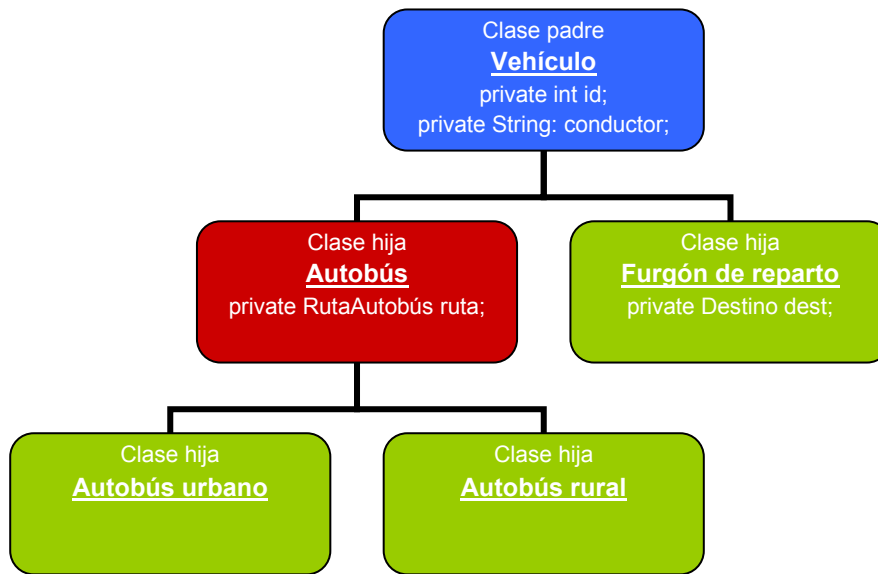 Clase padre
Vehículo
private int id;
private String: conductor;
Clase hija
Autobús
private RutaAutobús ruta;
Clase hija
Furgón de reparto
private Destino dest;
Clase hija
Autobús urbano
Clase hija
Autobús rural